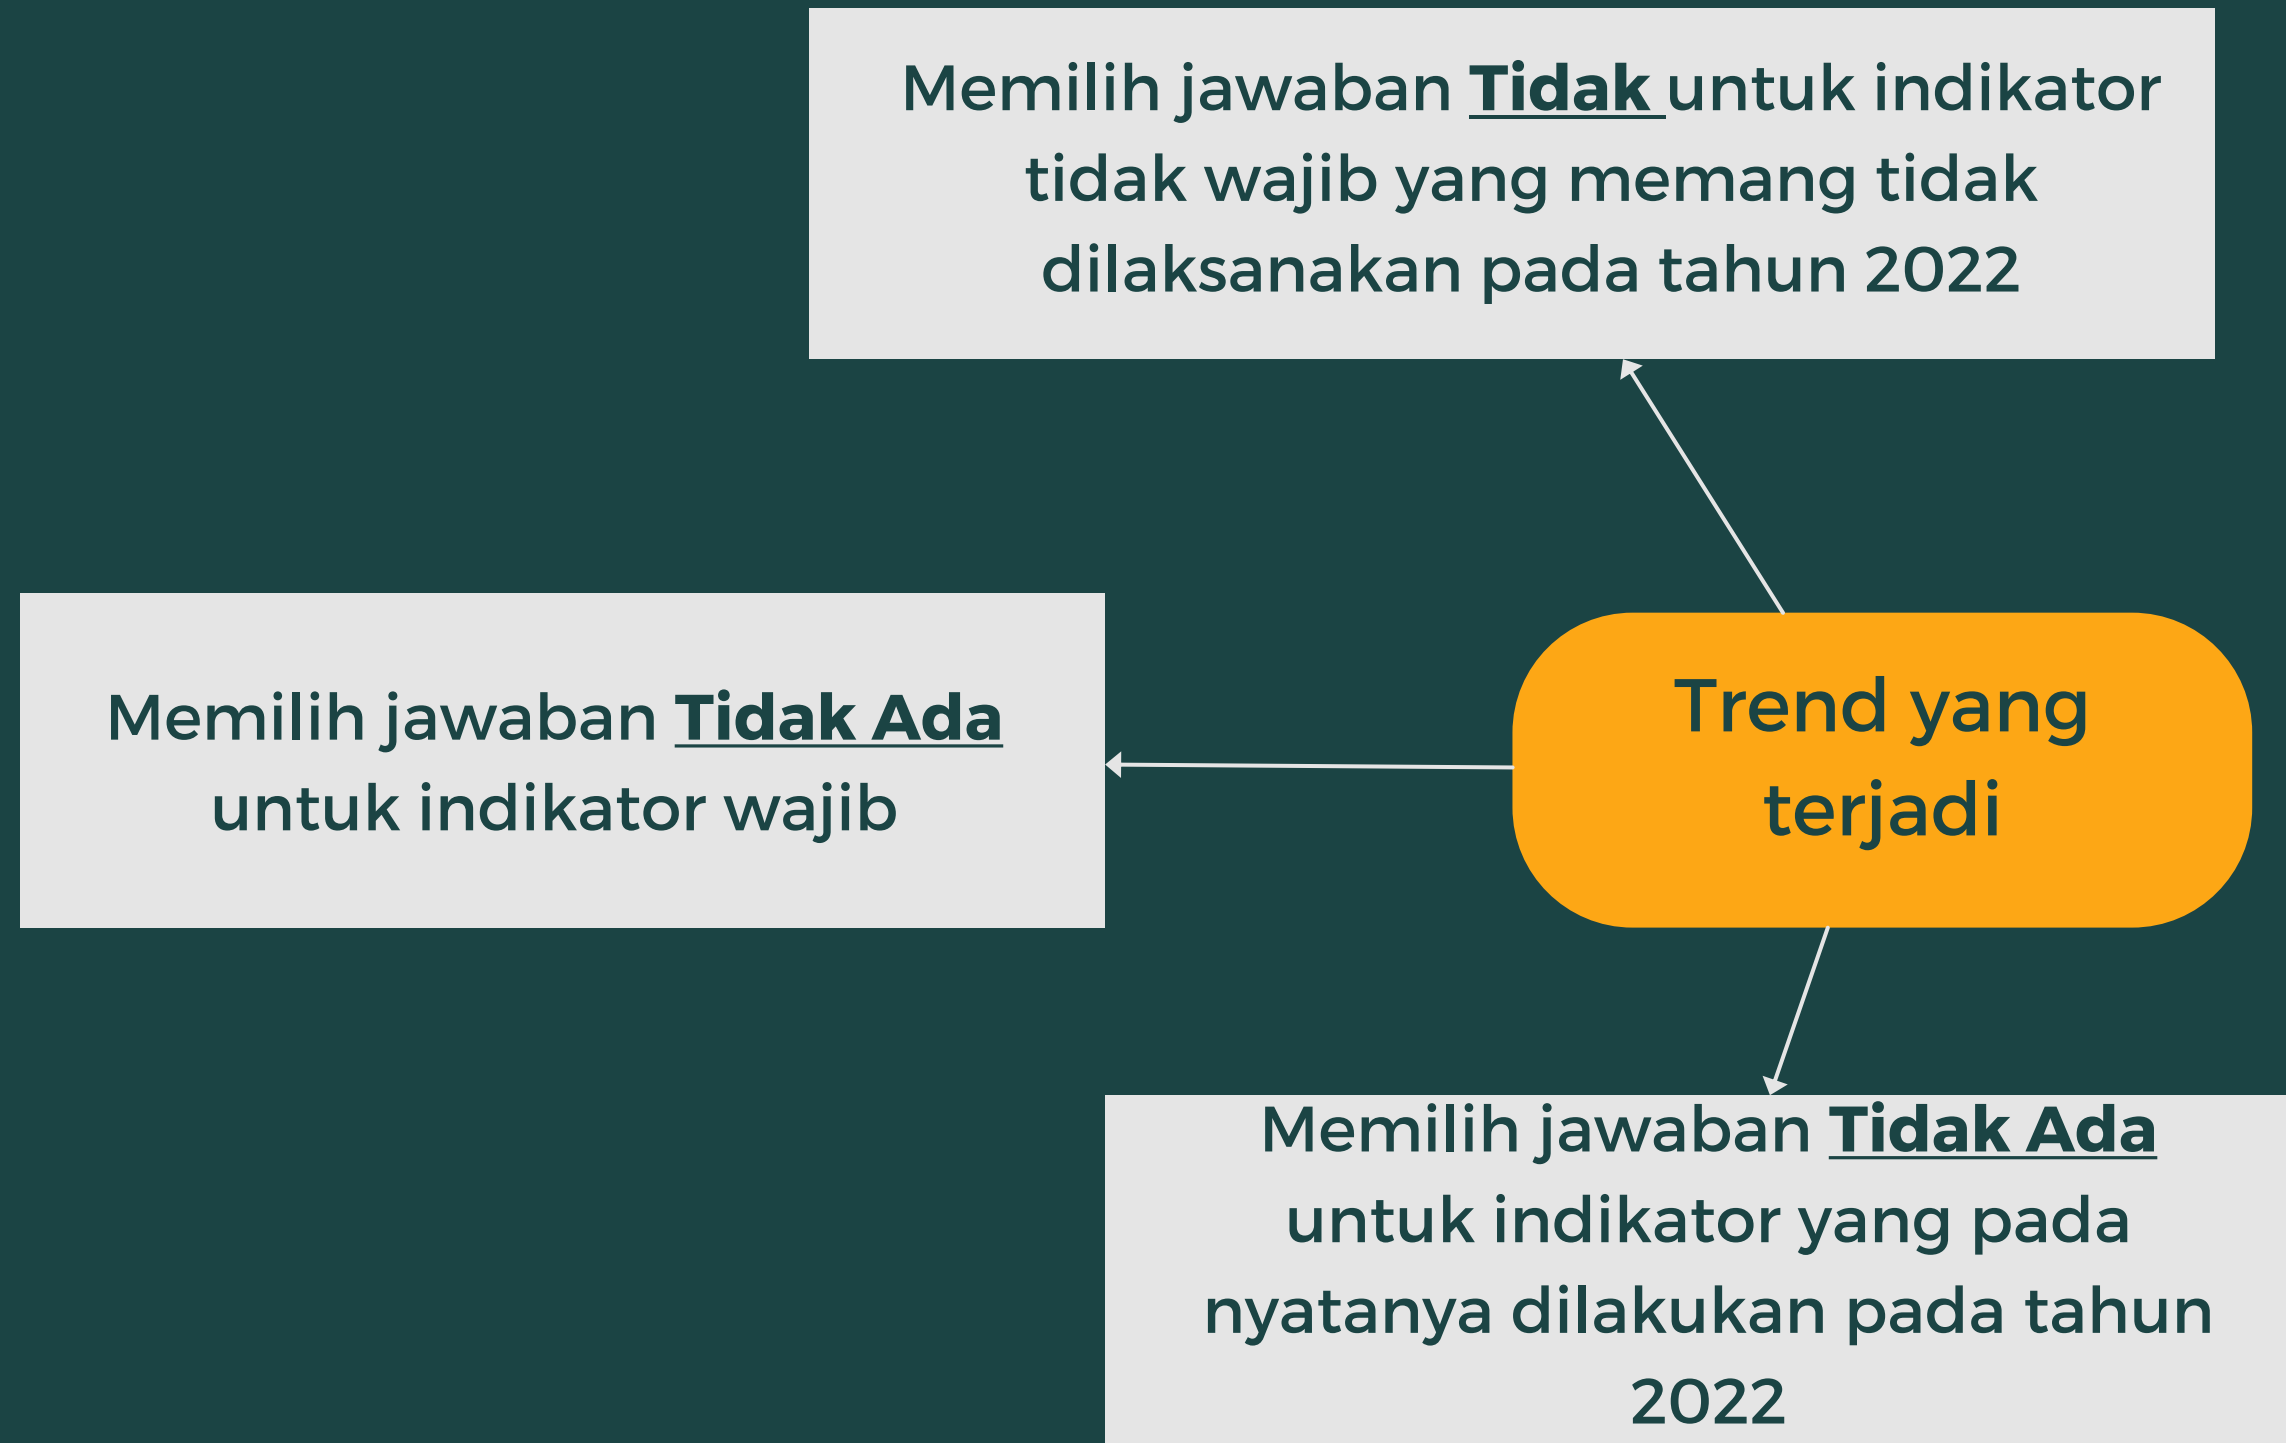 Memilih jawaban Tidak untuk indikator
tidak wajib yang memang tidak
dilaksanakan pada tahun 2022
Memilih jawaban Tidak Ada
untuk indikator wajib
Trend yang
terjadi
Memilih jawaban Tidak Ada
untuk indikator yang pada
nyatanya dilakukan pada tahun
2022